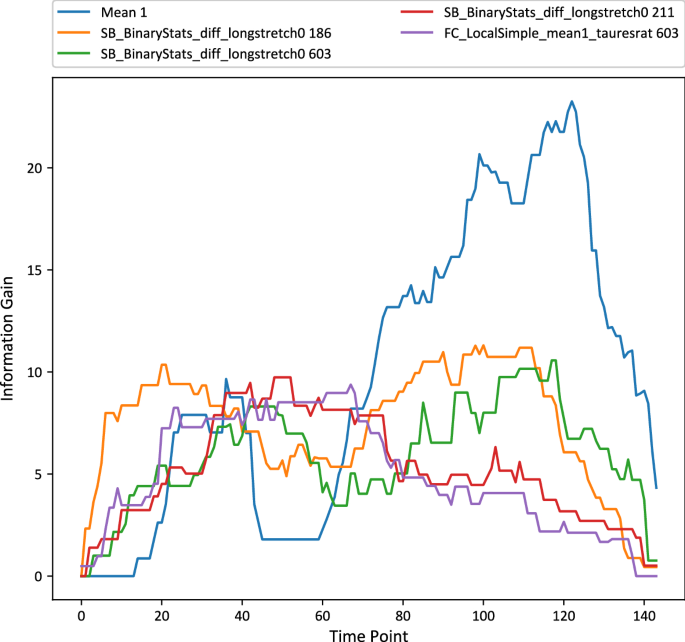 Mean 1
SB_BinaryStats_diff_longstretch0 186
SB_BinaryStats_diff_longstretch0 603
SB_BinaryStats_diff_longstretch0 211
FC_LocalSimple_mean1_tauresrat 603
Information Gain
20
15
10
5
0
0 20 40 60 80 100 120 140
Time Point